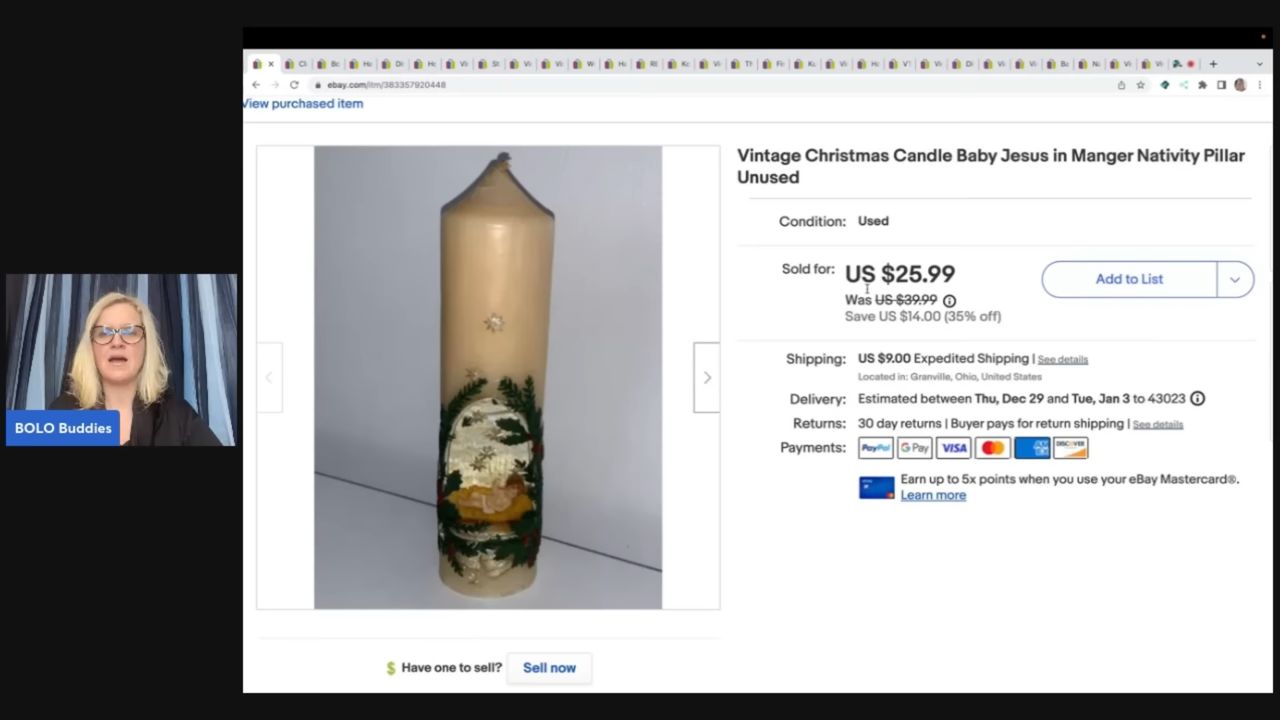 ebay.com/itm/383357920448
View purchased item
Vintage Christmas Candle Baby Jesus in Manger Nativity Pillar
Unused
Condition: Used
Sold for: US $25.99
Add to List
Was US $39.99
Save US $14.00 (35% off)
Shipping: US $9.00 Expedited Shipping | See details
Located in: Granville, Ohio, United States
Delivery: Estimated between Thu, Dec 29 and Tue, Jan 3 to 43023
Returns: 30 day returns | Buyer pays for return shipping | See details
Payments: PayPal G Pay VISA DISCOVER
Earn up to 5x points when you use your eBay Mastercard®.
Learn more
BOLO Buddies
$ Have one to sell? Sell now